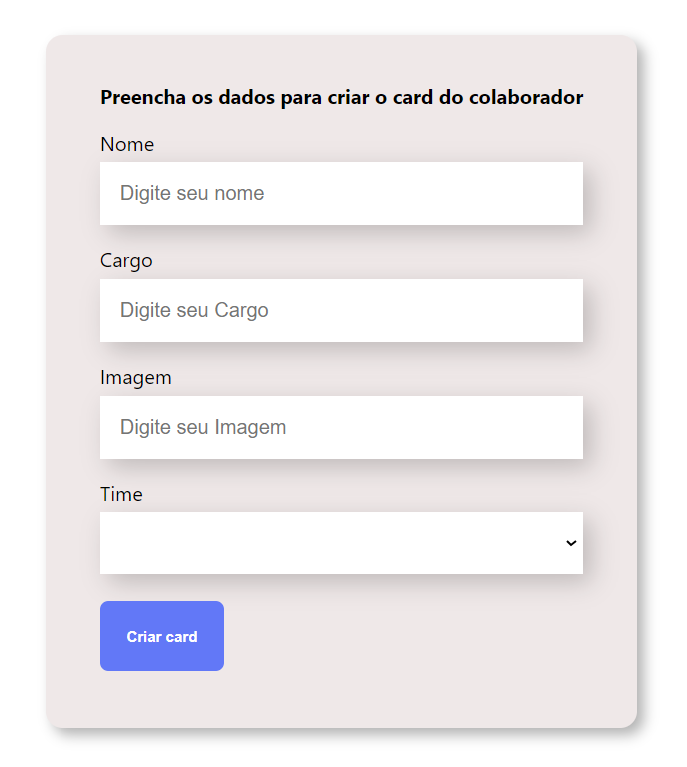 Preencha os dados para criar o card do colaborador
Nome
Digite seu nome
Cargo
Digite seu Cargo
Imagem
Digite seu Imagem
Time
Criar card